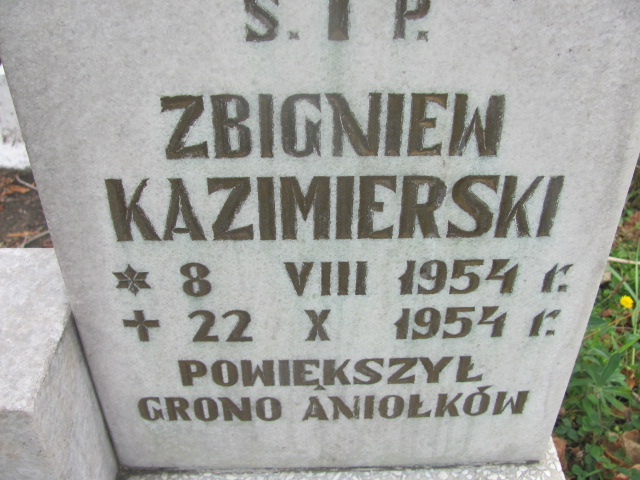 Ś. † P.
ZBIGNIEW
KAZIMIERSKI
* 8 VIII 1954 r.
✝ 22 X 1954 r.
POWIĘKSZYŁ
GRONO ANIOŁKÓW